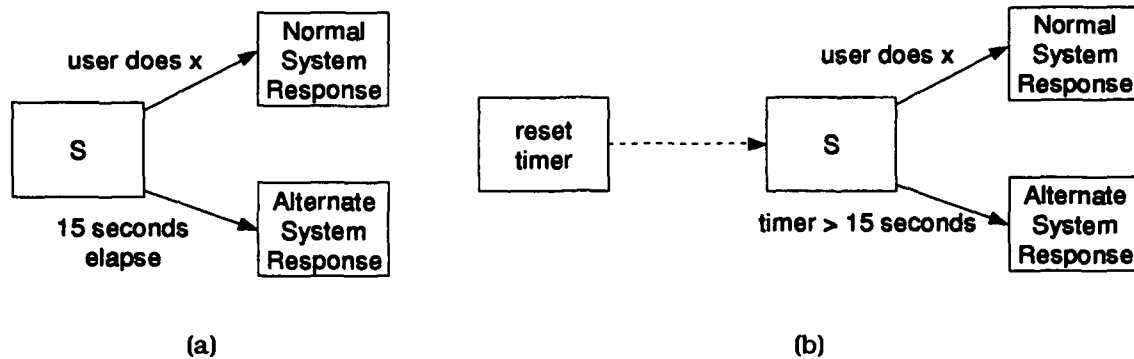 user does x
Normal
System
Response
S
15 seconds
elapse
Alternate
System
Response
(a)
reset
timer
user does x
Normal
System
Response
S
timer > 15 seconds
Alternate
System
Response
(b)